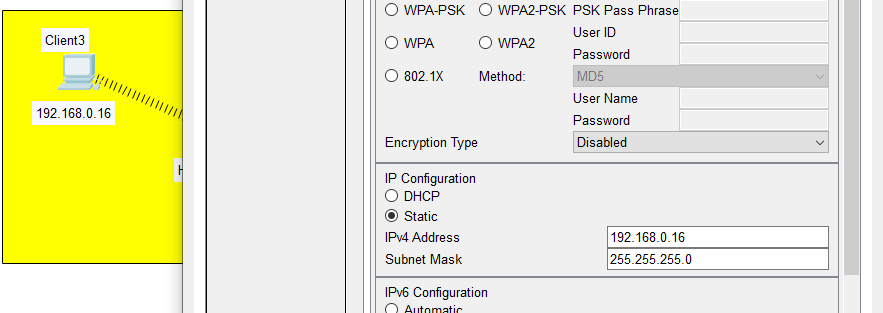 Client3
192.168.0.16
H
WPA-PSK WPA2-PSK PSK Pass Phrase
User ID
WPA WPA2
Password
802.1X Method: MD5
User Name
Password
Encryption Type Disabled
IP Configuration
DHCP
Static
IPv4 Address 192.168.0.16
Subnet Mask 255.255.255.0
IPv6 Configuration
Automatic